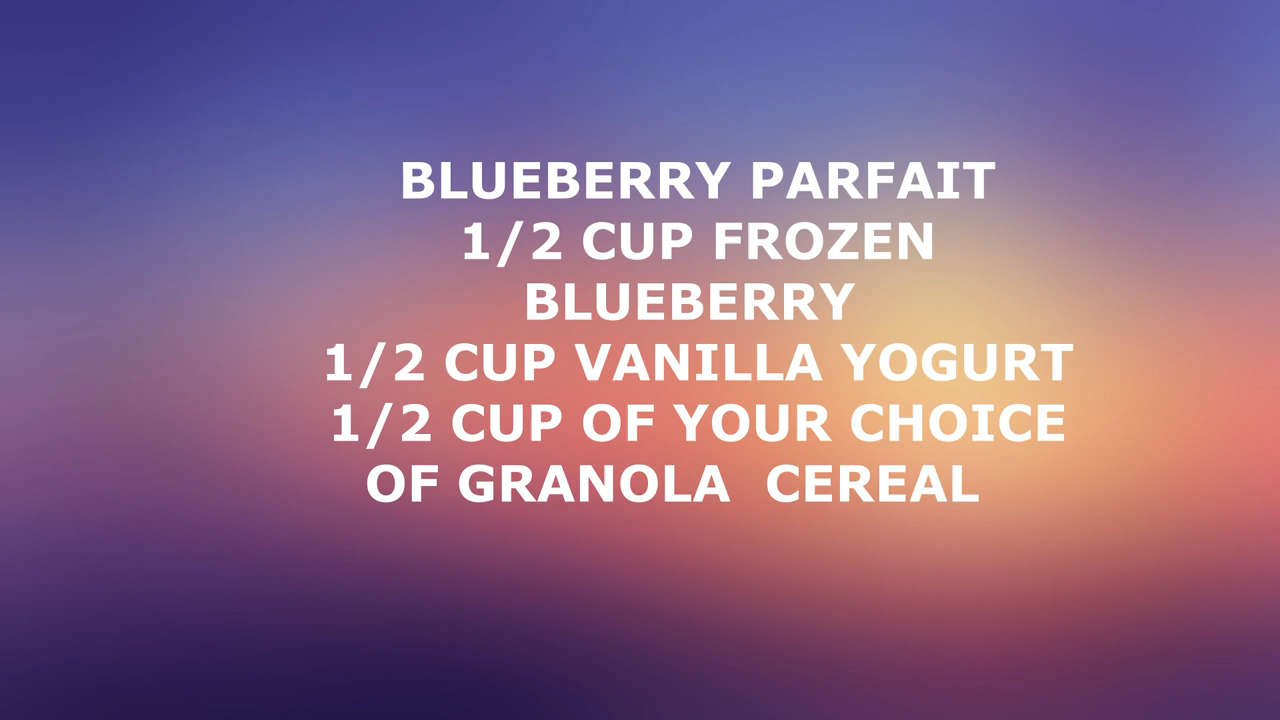 BLUEBERRY PARFAIT
1/2 CUP FROZEN
BLUEBERRY
1/2 CUP VANILLA YOGURT
1/2 CUP OF YOUR CHOICE
OF GRANOLA  CEREAL